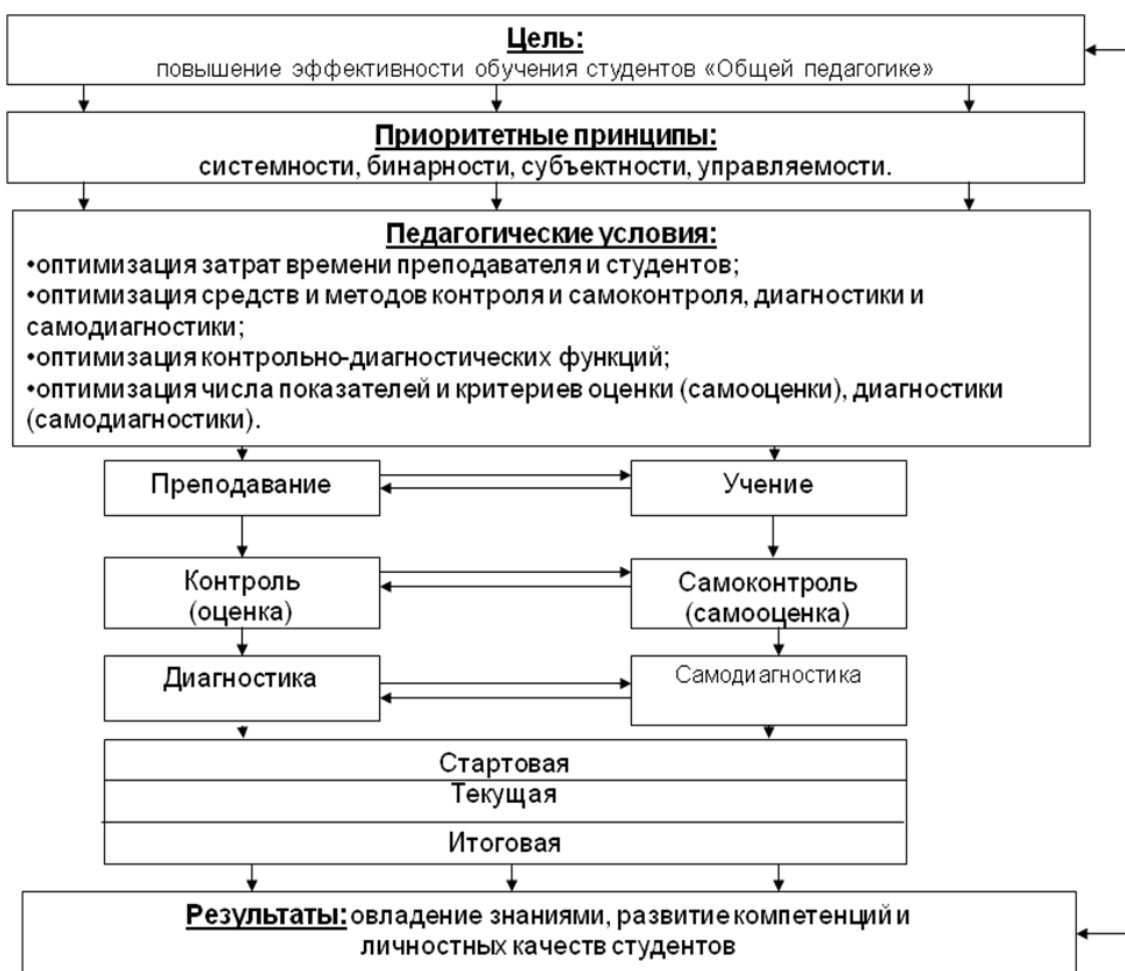 Цель:
повышение эффективности обучения студентов «Общей педагогике»
Приоритетные принципы:
системности, бинарности, субъектности, управляемости.
Педагогические условия:
•оптимизация затрат времени преподавателя и студентов;
•оптимизация средств и методов контроля и самоконтроля, диагностики и
самодиагностики;
•оптимизация контрольно-диагностических функций;
•оптимизация числа показателей и критериев оценки (самооценки), диагностики
(самодиагностики).
Преподавание
Учение
Контроль
(оценка)
Самоконтроль
(самооценка)
Диагностика
Самодиагностика
Стартовая
Текущая
Итоговая
Результаты: овладение знаниями, развитие компетенций и
личностных качеств студентов